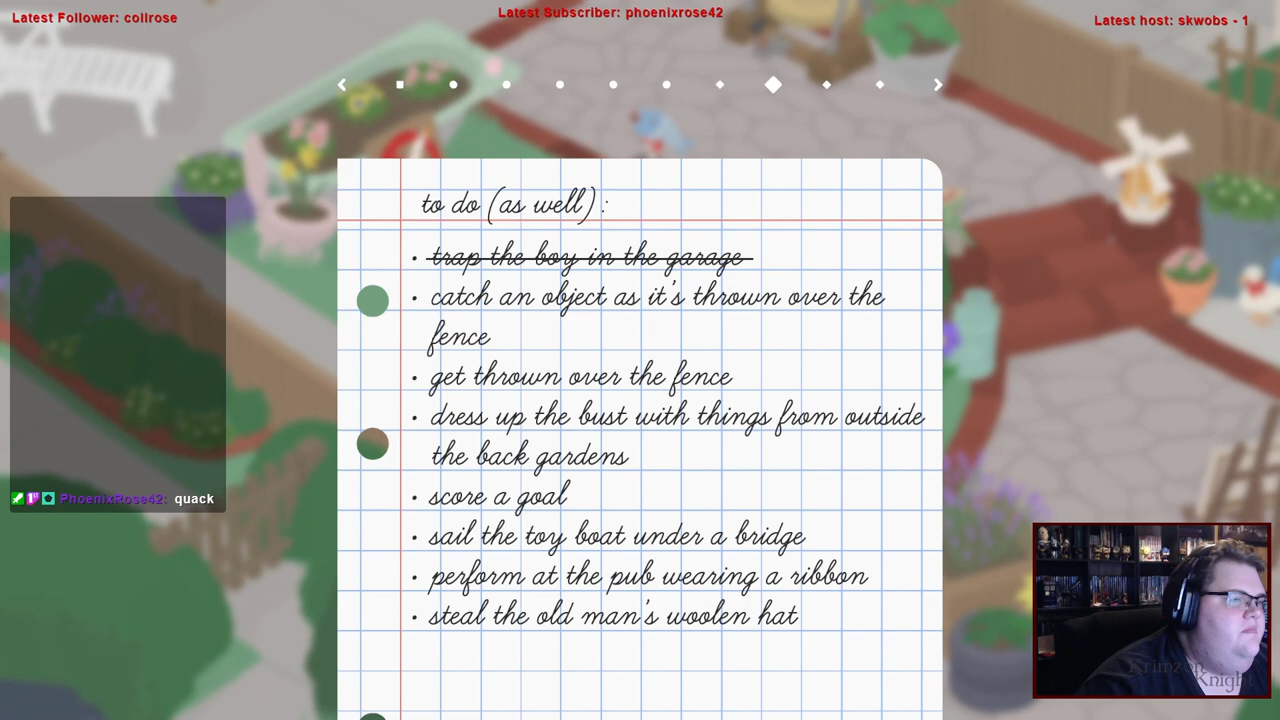 Latest Follower: collrose
Latest Subscriber: phoenixrose42
Latest host: skwobs - 1
to do (as well) :
• trap the boy in the garage
• catch an object as it's thrown over the
fence
• get thrown over the fence
• dress up the bust with things from outside
the back gardens
• score a goal
• sail the toy boat under a bridge
• perform at the pub wearing a ribbon
• steal the old man's woolen hat
PhoenixRose42: quack
Krimzon
Knight